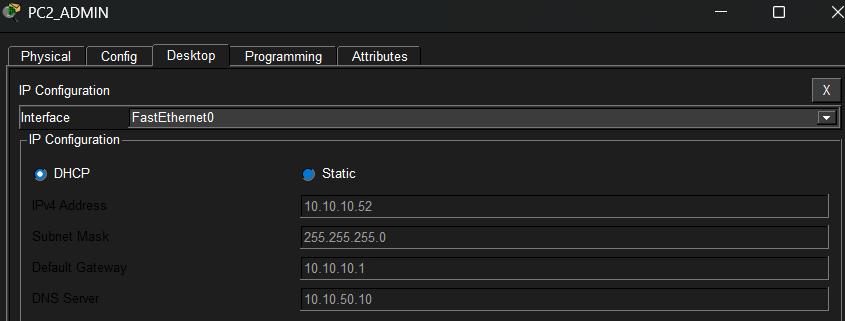 PC2_ADMIN
Physical Config Desktop Programming Attributes
IP Configuration X
Interface FastEthernet0
IP Configuration
DHCP Static
IPv4 Address 10.10.10.52
Subnet Mask 255.255.255.0
Default Gateway 10.10.10.1
DNS Server 10.10.50.10